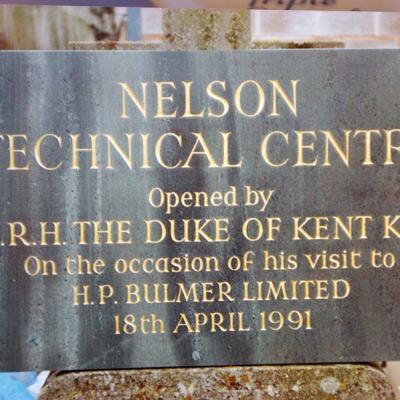 NELSON
TECHNICAL CENTR
Opened by
.R.H. THE DUKE OF KENT K
On the occasion of his visit to
H.P. BULMER LIMITED
18th APRIL 1991